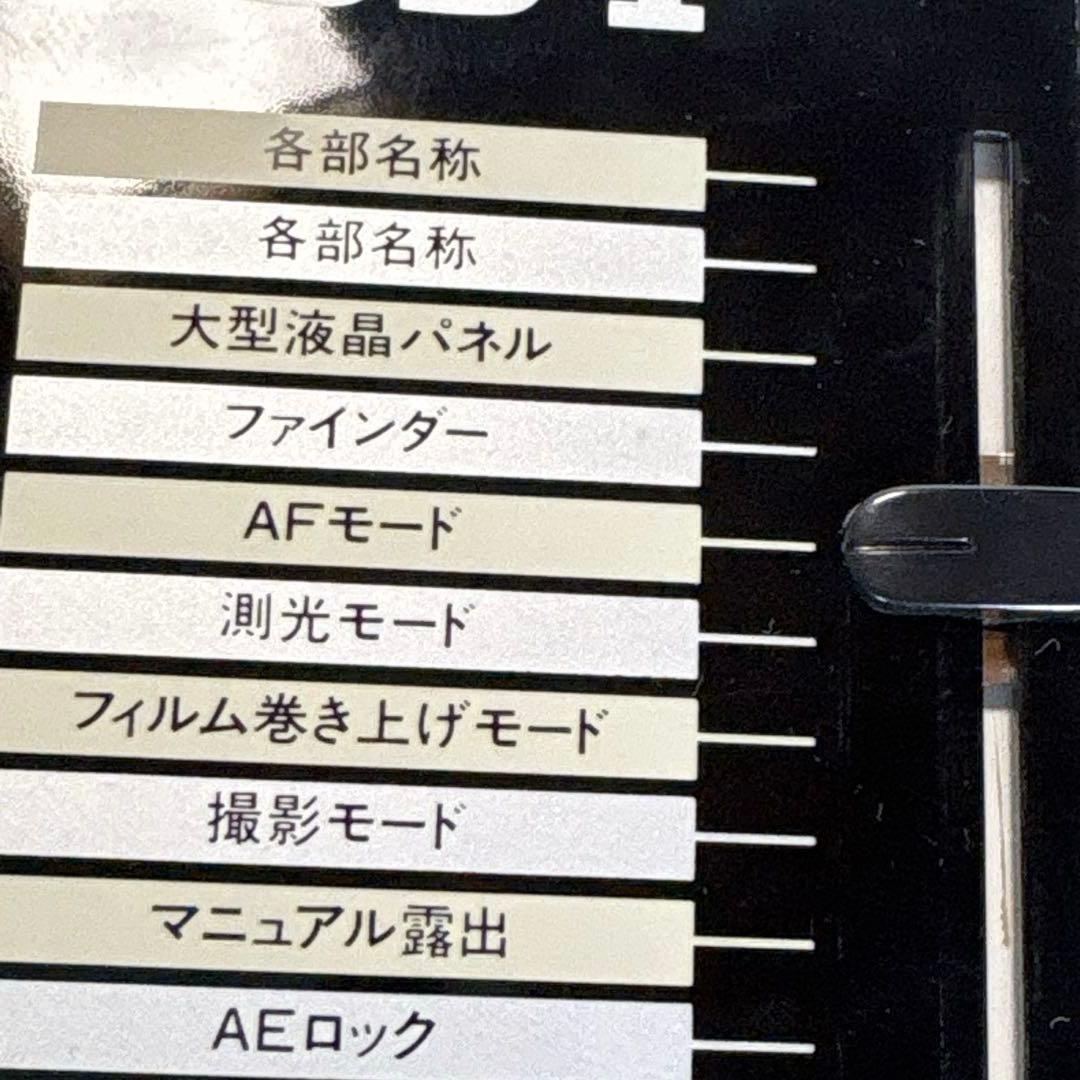 各部名称
各部名称
大型液晶パネル
ファインダー
AFモード
測光モード
フィルム巻き上げモード
撮影モード
マニュアル露出
AEロック